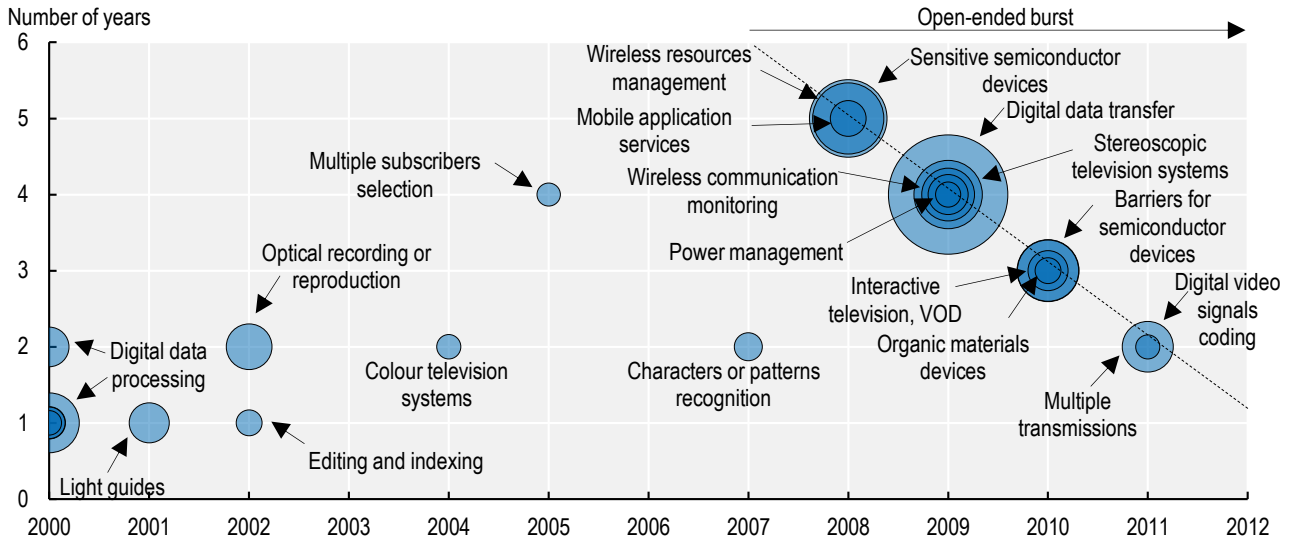 Number of years
Open-ended burst
6
5
4
3
2
1
0
Wireless resources
management
Sensitive semiconductor
devices
Mobile application
services
Digital data transfer
Multiple subscribers
selection
Stereoscopic
television systems
Wireless communication
monitoring
Barriers for
semiconductor
devices
Power management
Optical recording or
reproduction
Interactive
television, VOD
Digital video
signals
coding
Digital data
processing
Colour television
systems
Characters or patterns
recognition
Organic materials
devices
Multiple
transmissions
Editing and indexing
Light guides
2000 2001 2002 2003 2004 2005 2006 2007 2008 2009 2010 2011 2012